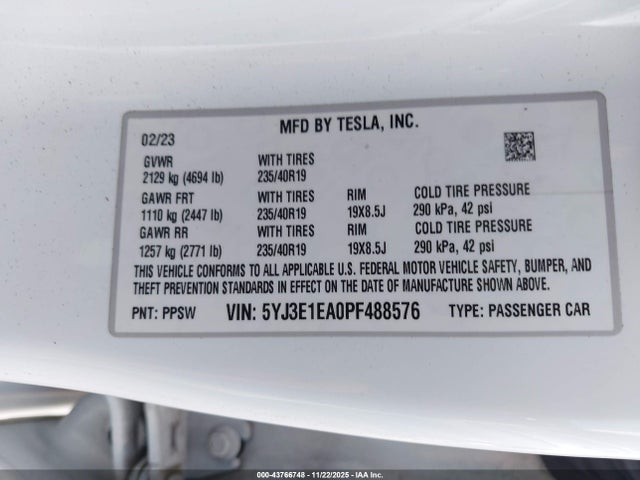 MFD BY TESLA, INC.
02/23
GVWR WITH TIRES
2129 kg (4694 lb) 235/40R19
GAWR FRT WITH TIRES RIM COLD TIRE PRESSURE
1110 kg (2447 lb) 235/40R19 19X8.5J 290 kPa, 42 psi
GAWR RR WITH TIRES RIM COLD TIRE PRESSURE
1257 kg (2771 lb) 235/40R19 19X8.5J 290 kPa, 42 psi
THIS VEHICLE CONFORMS TO ALL APPLICABLE U.S. FEDERAL MOTOR VEHICLE SAFETY, BUMPER, AND
THEFT PREVENTION STANDARDS IN EFFECT ON THE DATE OF MANUFACTURE SHOWN ABOVE.
PNT: PPSW VIN: 5YJ3E1EA0PF488576 TYPE: PASSENGER CAR
000-43766748 - 11/22/2025 - IAA Inc.